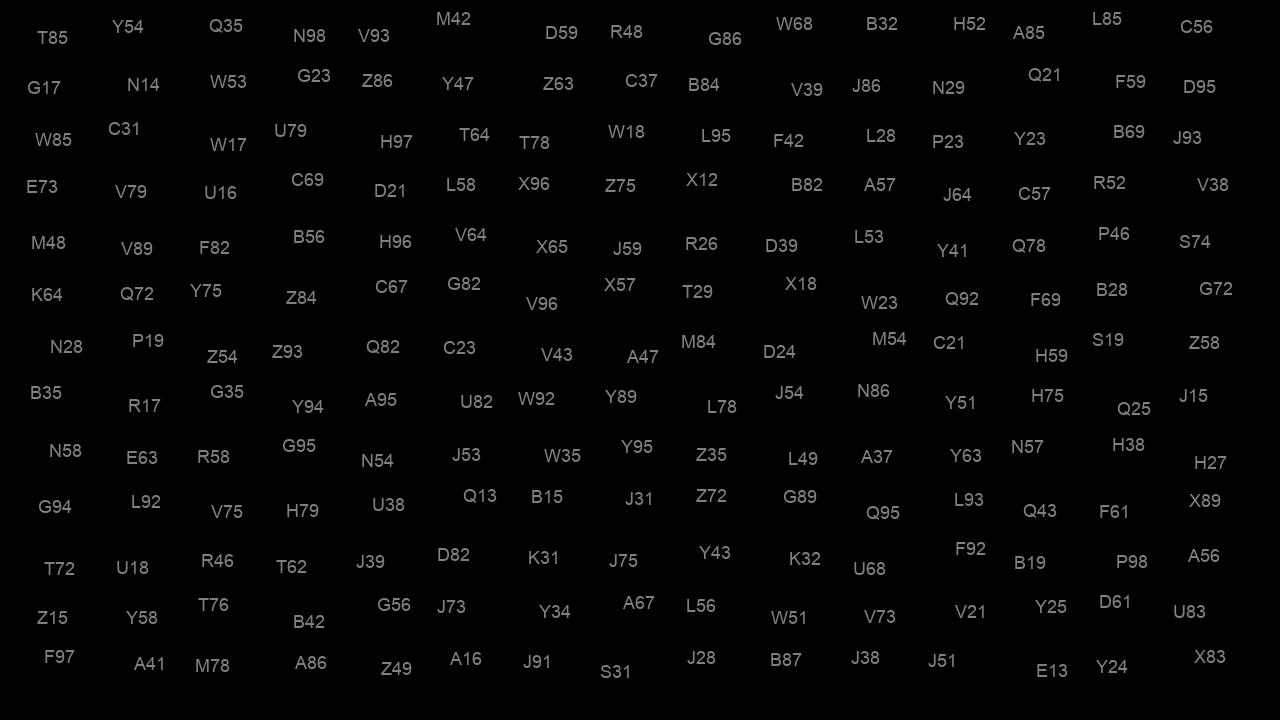 T85 Y54 Q35 N98 V93 M42 D59 R48 G86 W68 B32 H52 A85 L85 C56
G17 N14 W53 G23 Z86 Y47 Z63 C37 B84 V39 J86 N29 Q21 F59 D95
W85 C31 W17 U79 H97 T64 T78 W18 L95 F42 L28 P23 Y23 B69 J93
E73 V79 U16 C69 D21 L58 X96 Z75 X12 B82 A57 J64 C57 R52 V38
M48 V89 F82 B56 H96 V64 X65 J59 R26 D39 L53 Y41 Q78 P46 S74
K64 Q72 Y75 Z84 C67 G82 V96 X57 T29 X18 W23 Q92 F69 B28 G72
N28 P19 Z54 Z93 Q82 C23 V43 A47 M84 D24 M54 C21 H59 S19 Z58
B35 R17 G35 Y94 A95 U82 W92 Y89 L78 J54 N86 Y51 H75 Q25 J15
N58 E63 R58 G95 N54 J53 W35 Y95 Z35 L49 A37 Y63 N57 H38 H27
G94 L92 V75 H79 U38 Q13 B15 J31 Z72 G89 Q95 L93 Q43 F61 X89
T72 U18 R46 T62 J39 D82 K31 J75 Y43 K32 U68 F92 B19 P98 A56
Z15 Y58 T76 B42 G56 J73 Y34 A67 L56 W51 V73 V21 Y25 D61 U83
F97 A41 M78 A86 Z49 A16 J91 S31 J28 B87 J38 J51 E13 Y24 X83